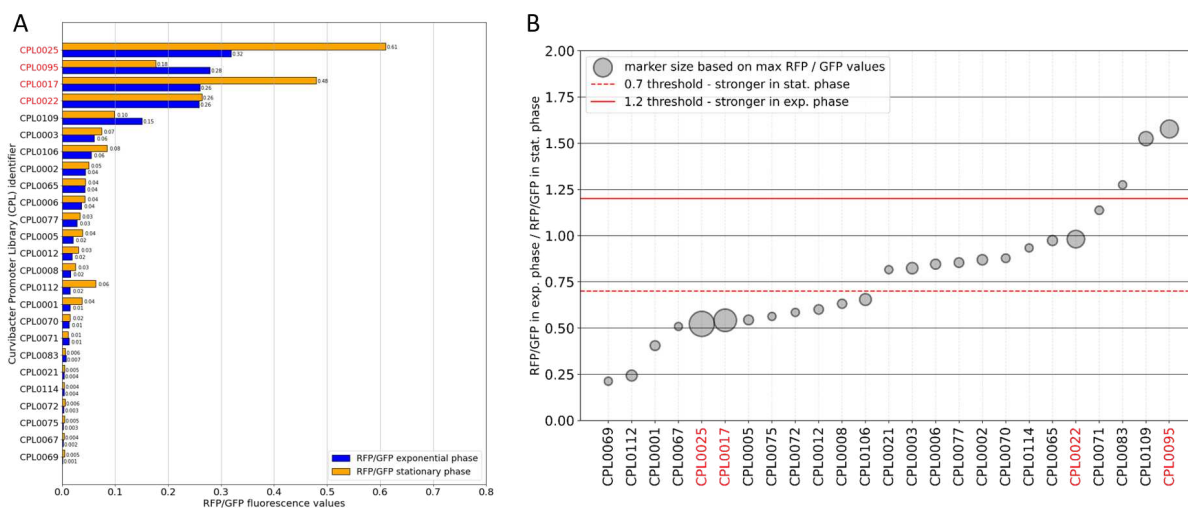 A
Curvibacter Promoter Library (CPL) identifier
CPL0025
0.61
0.32
CPL0095
0.18
0.28
CPL0017
0.48
0.26
CPL0022
0.26
0.26
CPL0109
0.10
0.15
CPL0003
0.07
0.06
CPL0106
0.08
0.06
CPL0002
0.05
0.04
CPL0065
0.04
0.04
CPL0006
0.04
0.04
CPL0077
0.03
0.03
CPL0005
0.04
0.02
CPL0012
0.03
0.02
CPL0008
0.03
0.02
CPL0112
0.06
0.02
CPL0001
0.04
0.01
CPL0070
0.02
0.01
CPL0071
0.01
0.01
CPL0083
0.006
0.007
CPL0021
0.005
0.004
CPL0114
0.004
0.004
CPL0072
0.006
0.003
CPL0075
0.005
0.003
CPL0067
0.004
0.002
CPL0069
0.005
0.001
RFP/GFP exponential phase
RFP/GFP stationary phase
0.0 0.1 0.2 0.3 0.4 0.5 0.6 0.7 0.8
RFP/GFP fluorescence values
B
RFP/GFP in exp. phase / RFP/GFP in stat. phase
2.00
1.75
1.50
1.25
1.00
0.75
0.50
0.25
0.00
marker size based on max RFP / GFP values
0.7 threshold - stronger in stat. phase
1.2 threshold - stronger in exp. phase
CPL0069
CPL0112
CPL0001
CPL0067
CPL0025
CPL0017
CPL0005
CPL0075
CPL0072
CPL0012
CPL0008
CPL0106
CPL0021
CPL0003
CPL0006
CPL0077
CPL0002
CPL0070
CPL0114
CPL0065
CPL0022
CPL0071
CPL0083
CPL0109
CPL0095